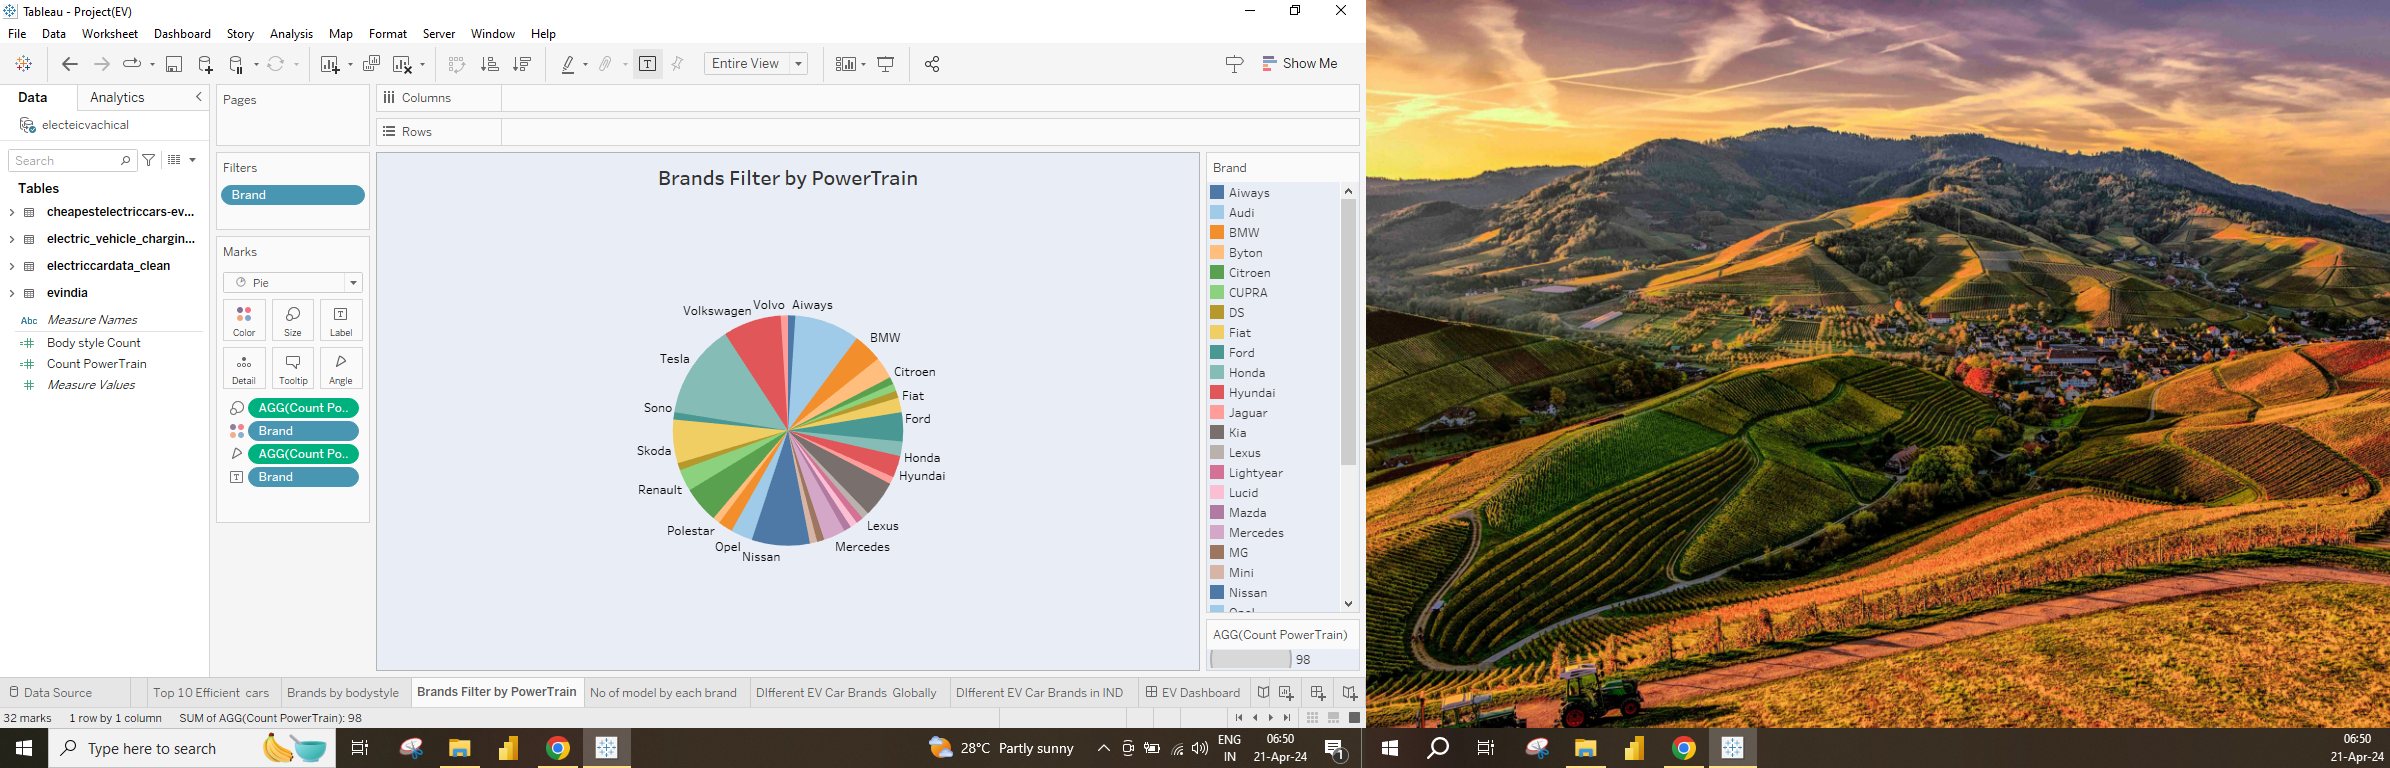 Tableau - Project(EV)
File Data Worksheet Dashboard Story Analysis Map Format Server Window Help
Entire View
Show Me
Data Analytics
electeicvachical
Search
Tables
cheapestelectriccars-ev...
electric_vehicle_chargin...
electriccardata_clean
evindia
Abc Measure Names
Body style Count
Count PowerTrain
Measure Values
Pages
Filters
Brand
Marks
Pie
Color Size Label
Detail Tooltip Angle
AGG(Count Po..
Brand
AGG(Count Po..
Brand
Columns
Rows
Brands Filter by PowerTrain
Volkswagen Volvo Aiways
BMW
Tesla
Citroen
Fiat
Sono
Ford
Skoda
Honda
Hyundai
Renault
Polestar
Lexus
Opel
Nissan
Mercedes
Brand
Aiways
Audi
BMW
Byton
Citroen
CUPRA
DS
Fiat
Ford
Honda
Hyundai
Jaguar
Kia
Lexus
Lightyear
Lucid
Mazda
Mercedes
MG
Mini
Nissan
Opel
AGG(Count PowerTrain)
98
Data Source Top 10 Efficient cars Brands by bodystyle Brands Filter by PowerTrain No of model by each brand DIfferent EV Car Brands Globally DIfferent EV Car Brands in IND EV Dashboard
32 marks 1 row by 1 column SUM of AGG(Count PowerTrain): 98
Type here to search
28°C Partly sunny
ENG
IN
06:50
21-Apr-24
1
06:50
21-Apr-24